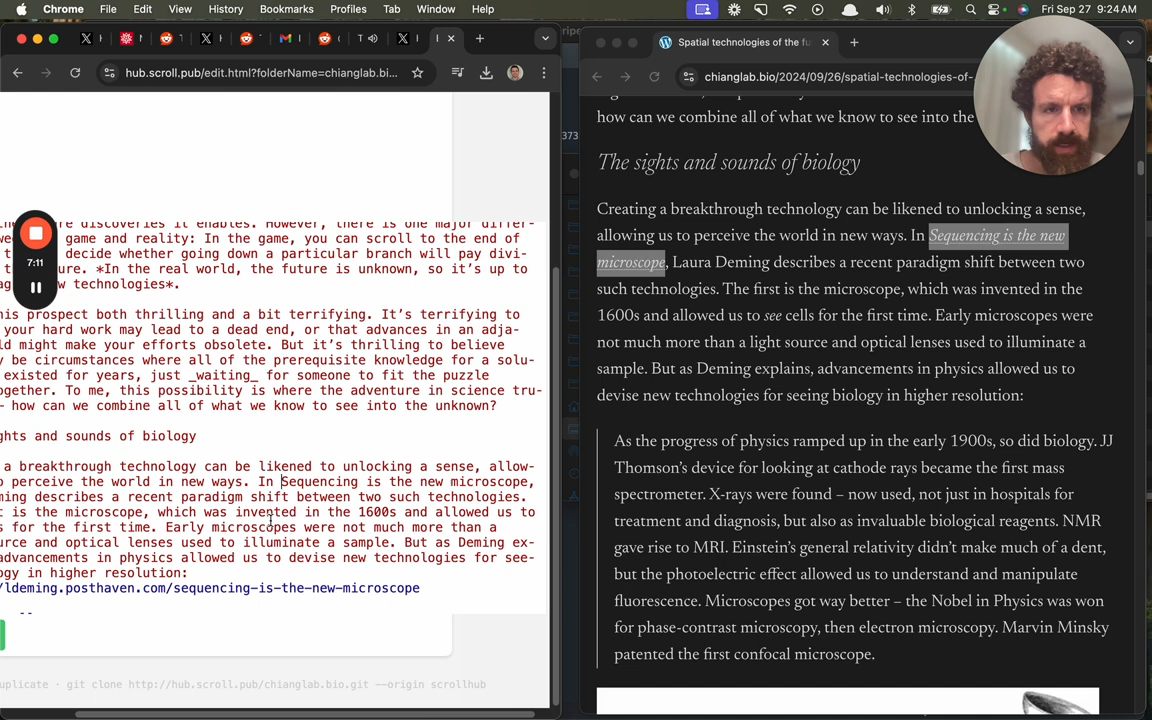 Chrome File Edit View History Bookmarks Profiles Tab Window Help Fri Sep 27 9:24 AM
hub.scroll.pub/edit.html?folderName=chianglab.bi...
ere discoveries it enables. However, there is one major differ-
game and reality: In the game, you can scroll to the end of
decide whether going down a particular branch will pay divi-
ure. *In the real world, the future is unknown, so it's up to
w technologies*.
7:11
his prospect both thrilling and a bit terrifying. It's terrifying to
your hard work may lead to a dead end, or that advances in an adja-
ld might make your efforts obsolete. But it's thrilling to believe
y be circumstances where all of the prerequisite knowledge for a solu-
existed for years, just _waiting_ for someone to fit the puzzle
ogether. To me, this possibility is where the adventure in science tru-
- how can we combine all of what we know to see into the unknown?
ghts and sounds of biology
a breakthrough technology can be likened to unlocking a sense, allow-
o perceive the world in new ways. In Sequencing is the new microscope,
ming describes a recent paradigm shift between two such technologies.
t is the microscope, which was invented in the 1600s and allowed us to
s for the first time. Early microscopes were not much more than a
urce and optical lenses used to illuminate a sample. But as Deming ex-
advancements in physics allowed us to devise new technologies for see-
ogy in higher resolution:
/ldeming.posthaven.com/sequencing-is-the-new-microscope
--
uplicate · git clone http://hub.scroll.pub/chianglab.bio.git --origin scrollhub
373
Spatial technologies of the fu
chianglab.bio/2024/09/26/spatial-technologies-of-
how can we combine all of what we know to see into the
The sights and sounds of biology
Creating a breakthrough technology can be likened to unlocking a sense,
allowing us to perceive the world in new ways. In Sequencing is the new
microscope, Laura Deming describes a recent paradigm shift between two
such technologies. The first is the microscope, which was invented in the
1600s and allowed us to see cells for the first time. Early microscopes were
not much more than a light source and optical lenses used to illuminate a
sample. But as Deming explains, advancements in physics allowed us to
devise new technologies for seeing biology in higher resolution:
As the progress of physics ramped up in the early 1900s, so did biology. JJ
Thomson's device for looking at cathode rays became the first mass
spectrometer. X-rays were found – now used, not just in hospitals for
treatment and diagnosis, but also as invaluable biological reagents. NMR
gave rise to MRI. Einstein's general relativity didn't make much of a dent,
but the photoelectric effect allowed us to understand and manipulate
fluorescence. Microscopes got way better – the Nobel in Physics was won
for phase-contrast microscopy, then electron microscopy. Marvin Minsky
patented the first confocal microscope.